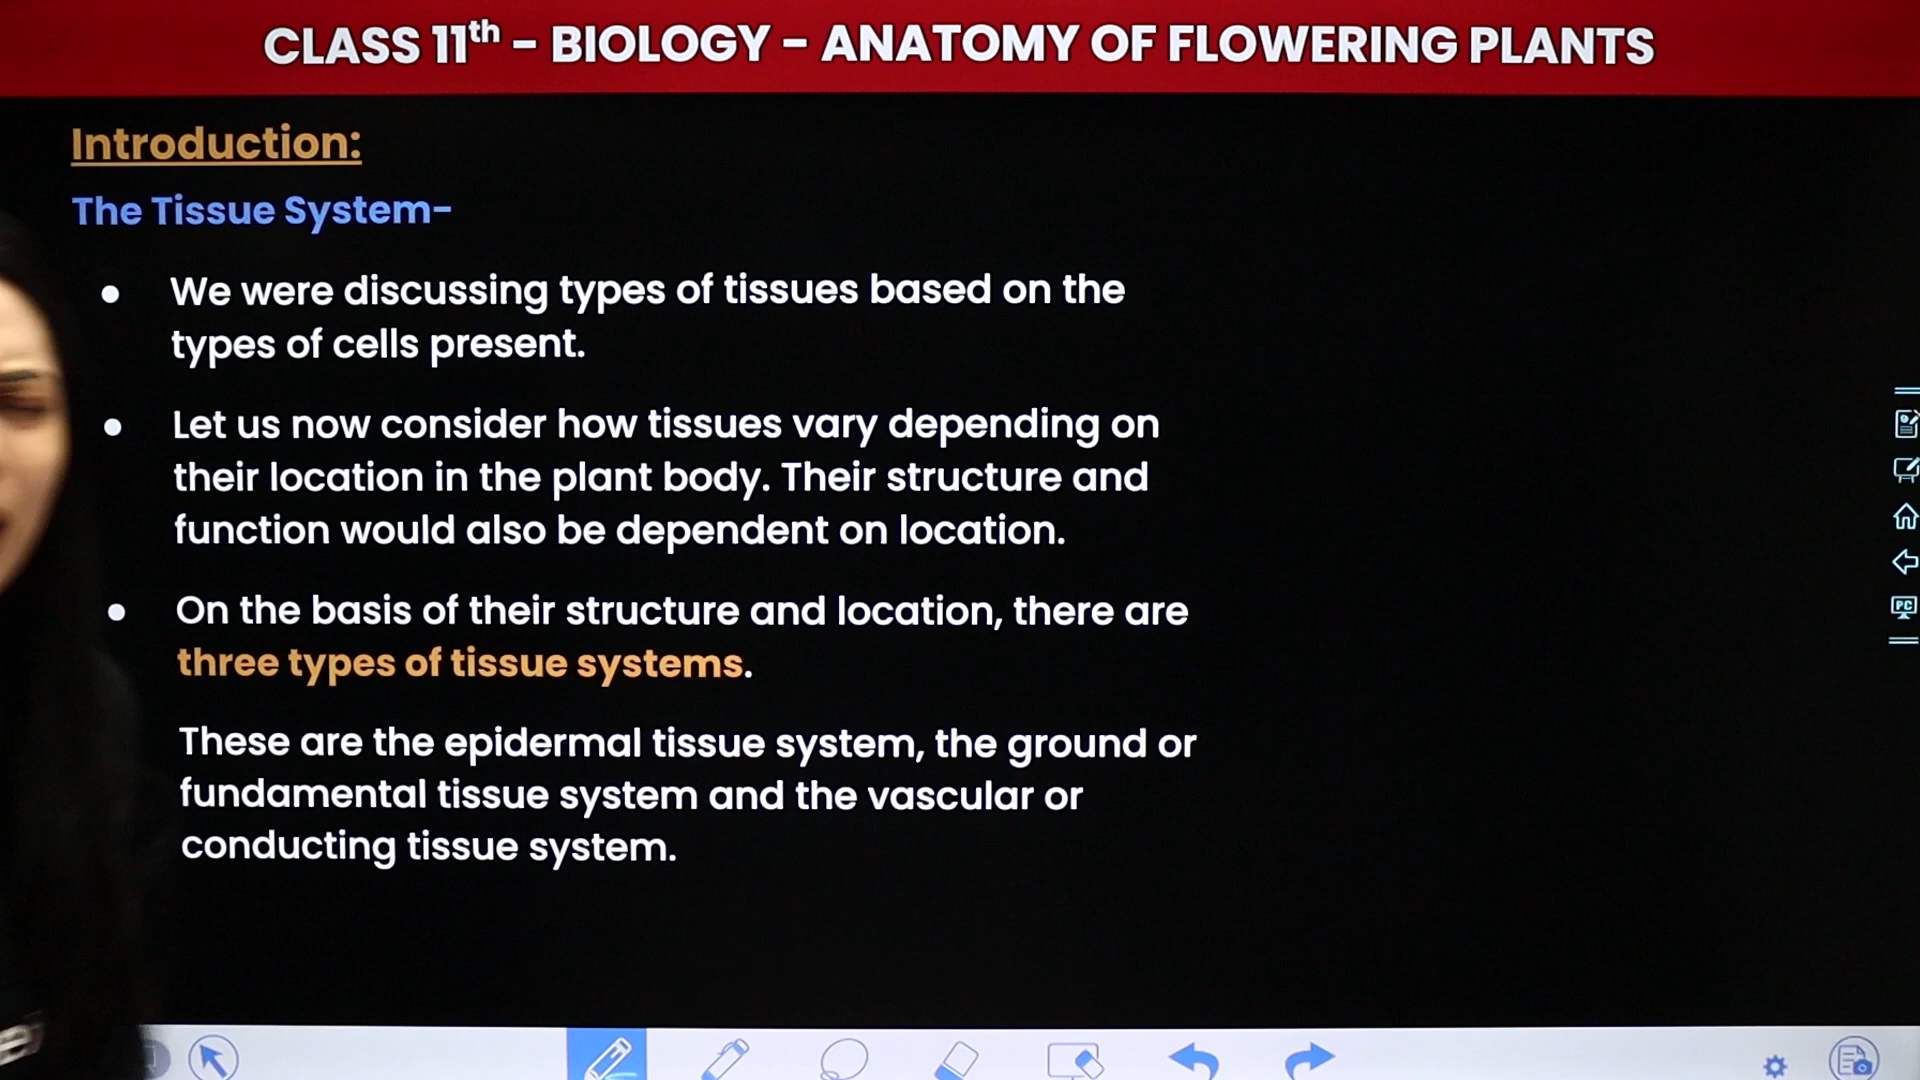 CLASS 11th - BIOLOGY - ANATOMY OF FLOWERING PLANTS
Introduction:
The Tissue System-
● We were discussing types of tissues based on the
types of cells present.
● Let us now consider how tissues vary depending on
their location in the plant body. Their structure and
function would also be dependent on location.
● On the basis of their structure and location, there are
three types of tissue systems.
These are the epidermal tissue system, the ground or
fundamental tissue system and the vascular or
conducting tissue system.
PC